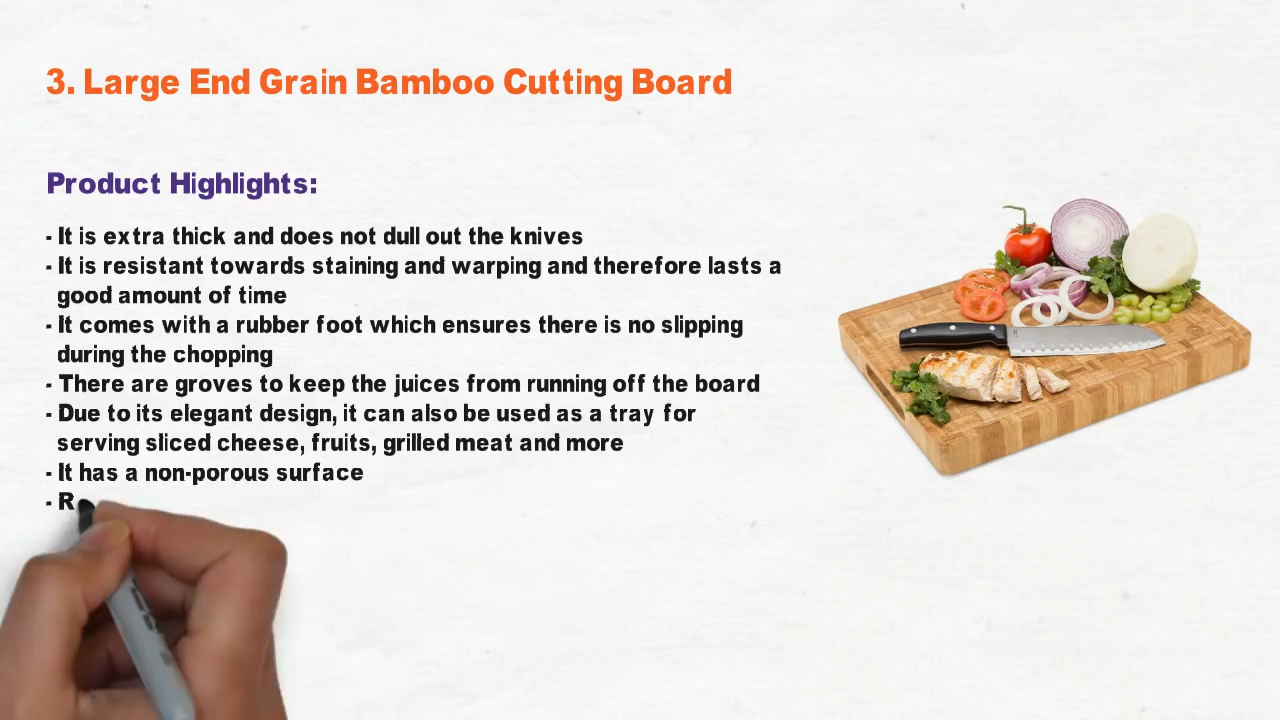 3. Large End Grain Bamboo Cutting Board
Product Highlights:
- It is extra thick and does not dull out the knives
- It is resistant towards staining and warping and therefore lasts a
good amount of time
- It comes with a rubber foot which ensures there is no slipping
during the chopping
- There are groves to keep the juices from running off the board
- Due to its elegant design, it can also be used as a tray for
serving sliced cheese, fruits, grilled meat and more
- It has a non-porous surface
- R